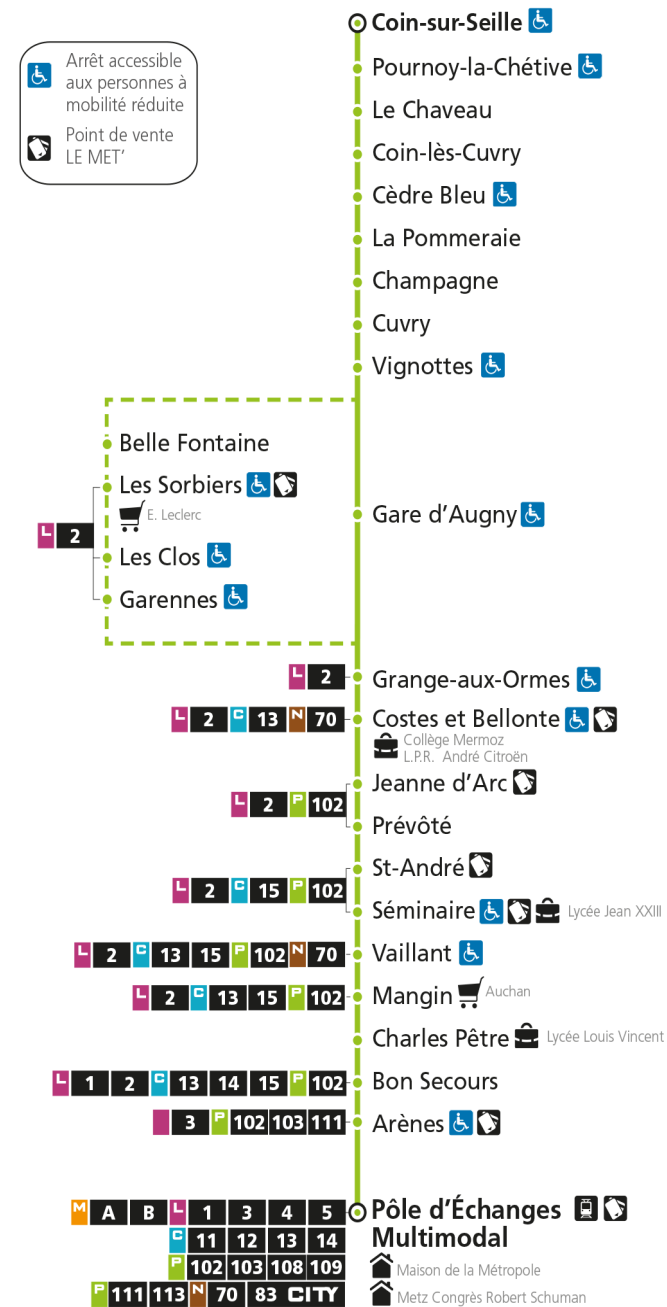 Coin-sur-Seille
Arrêt accessible
aux personnes à
mobilité réduite
Point de vente
LE MET'
Pournoy-la-Chétive
Le Chaveau
Coin-lès-Cuvry
Cèdre Bleu
La Pommeraie
Champagne
Cuvry
Vignottes
Belle Fontaine
Les Sorbiers
E. Leclerc
L 2
Les Clos
Garennes
Gare d'Augny
L 2 Grange-aux-Ormes
L 2 C 13 N 70 Costes et Bellonte
Collège Mermoz
L.P.R. André Citroën
Jeanne d'Arc
L 2 P 102
Prévôté
St-André
L 2 C 15 P 102
Séminaire Lycée Jean XXIII
L 2 C 13 15 P 102 N 70 Vaillant
L 2 C 13 15 P 102 Mangin Auchan
Charles Pêtre Lycée Louis Vincent
L 1 2 C 13 14 15 P 102 Bon Secours
3 P 102 103 111 Arènes
M A B L 1 3 4 5 Pôle d'Échanges
C 11 12 13 14 Multimodal
P 102 103 108 109 Maison de la Métropole
P 111 113 N 70 83 CITY Metz Congrès Robert Schuman